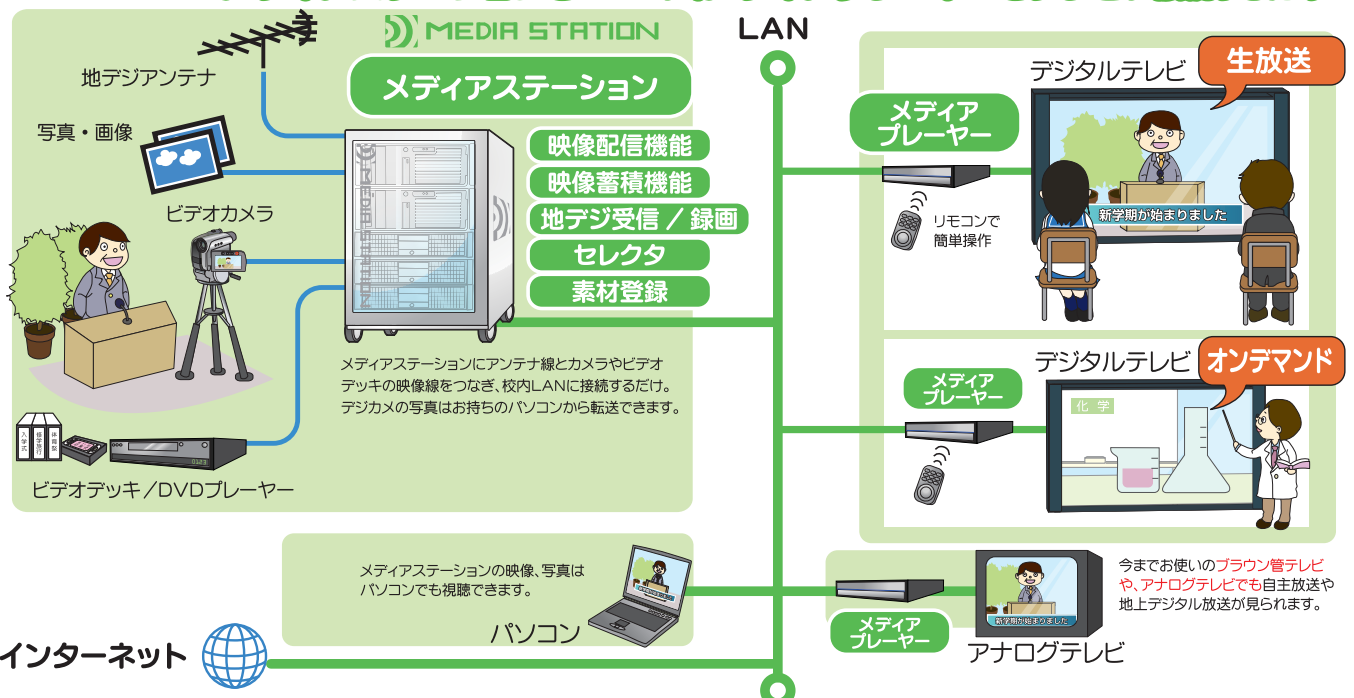 MEDIA STATION
メディアステーション
LAN
地デジアンテナ
写真・画像
ビデオカメラ
映像配信機能
映像蓄積機能
地デジ受信 / 録画
セレクタ
素材登録
MEDIA STATION
メディアステーションにアンテナ線とカメラやビデオ
デッキの映像線をつなぎ、校内LANに接続するだけ。
デジカメの写真はお持ちのパソコンから転送できます。
入学式
修学旅行
体育祭
ビデオデッキ/DVDプレーヤー
デジタルテレビ
生放送
メディア
プレーヤー
リモコンで
簡単操作
新学期が始まりました
デジタルテレビ
オンデマンド
メディア
プレーヤー
化 学
メディアステーションの映像、写真は
パソコンでも視聴できます。
パソコン
メディア
プレーヤー
新学期が始まりました
アナログテレビ
今までお使いのブラウン管テレビ
や、アナログテレビでも自主放送や
地上デジタル放送が見られます。
インターネット